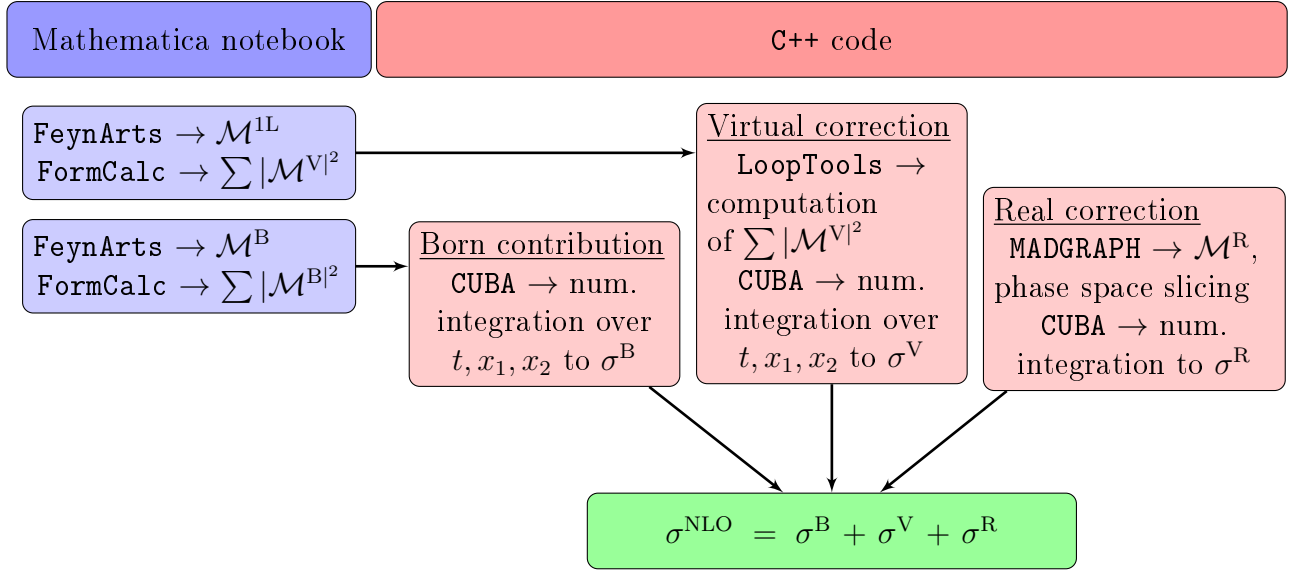 Mathematica notebook
C++ code
FeynArts → ℳ^1L
FormCalc → ∑ |ℳ^V|^2
FeynArts → ℳ^B
FormCalc → ∑ |ℳ^B|^2
Born contribution
CUBA → num.
integration over
t, x_1, x_2 to σ^B
Virtual correction
LoopTools →
computation
of ∑ |ℳ^V|^2
CUBA → num.
integration over
t, x_1, x_2 to σ^V
Real correction
MADGRAPH → ℳ^R,
phase space slicing
CUBA → num.
integration to σ^R
σ^NLO = σ^B + σ^V + σ^R